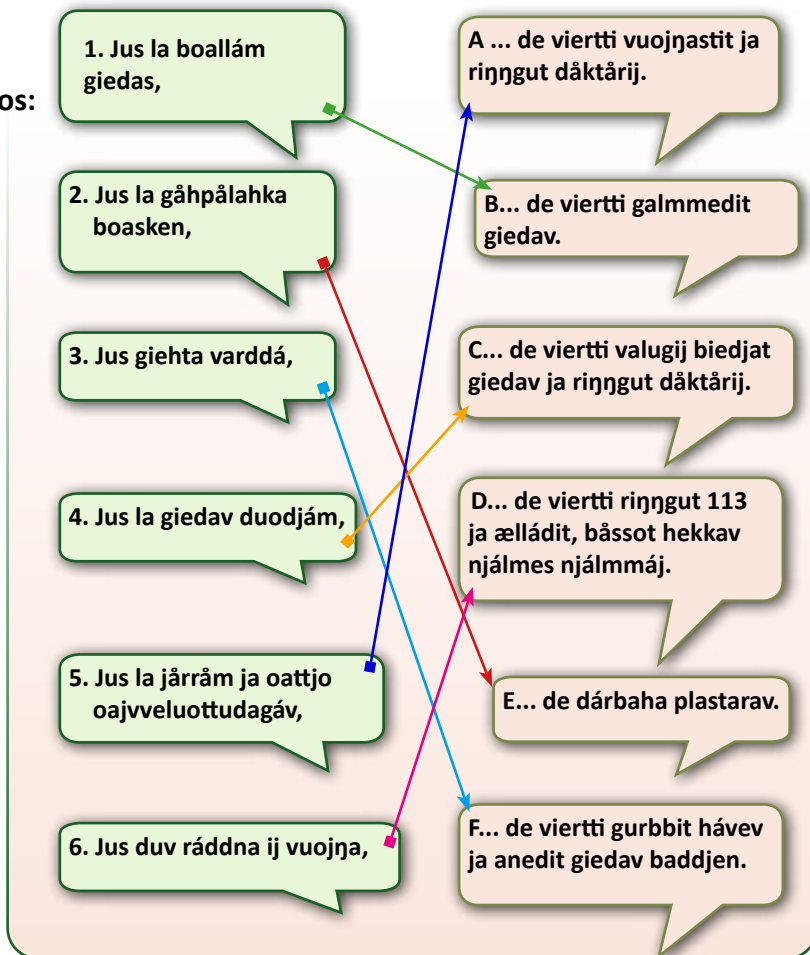 os:
1. Jus la boallám
giedas,
2. Jus la gåhpålahka
boasken,
3. Jus giehta varddá,
4. Jus la giedav duodjám,
5. Jus la jårråm ja oattjo
oajvveluottudagáv,
6. Jus duv ráddna ij vuojŋa,
A ... de viertti vuojŋastit ja
riŋŋgut dåktårij.
B... de viertti galmmedit
giedav.
C... de viertti valugij biedjat
giedav ja riŋŋgut dåktårij.
D... de viertti riŋŋgut 113
ja ælládit, båssot hekkav
njálmes njálmmáj.
E... de dárbaha plastarav.
F... de viertti gurbbit hávev
ja anedit giedav baddjen.